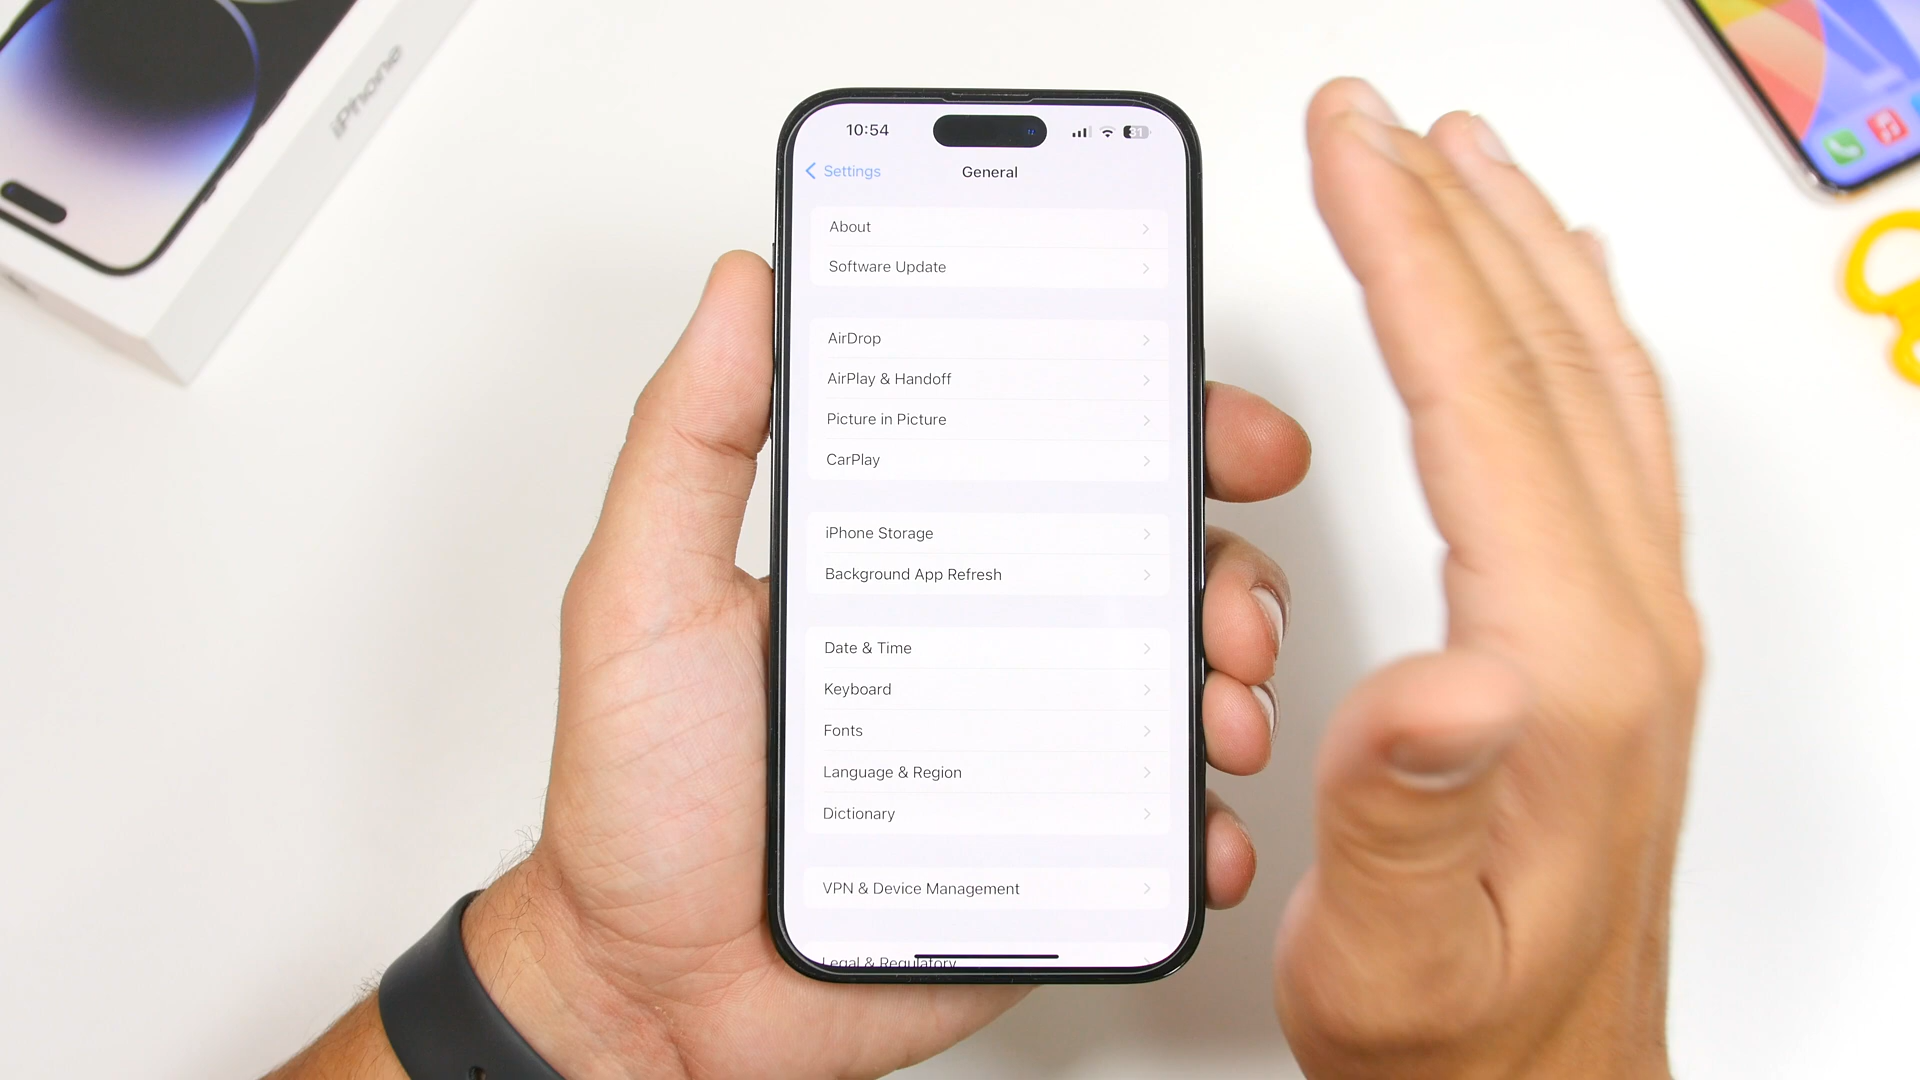 iPhone
10:54
31
Settings
General
About
Software Update
AirDrop
AirPlay & Handoff
Picture in Picture
CarPlay
iPhone Storage
Background App Refresh
Date & Time
Keyboard
Fonts
Language & Region
Dictionary
VPN & Device Management
Legal & Regulatory